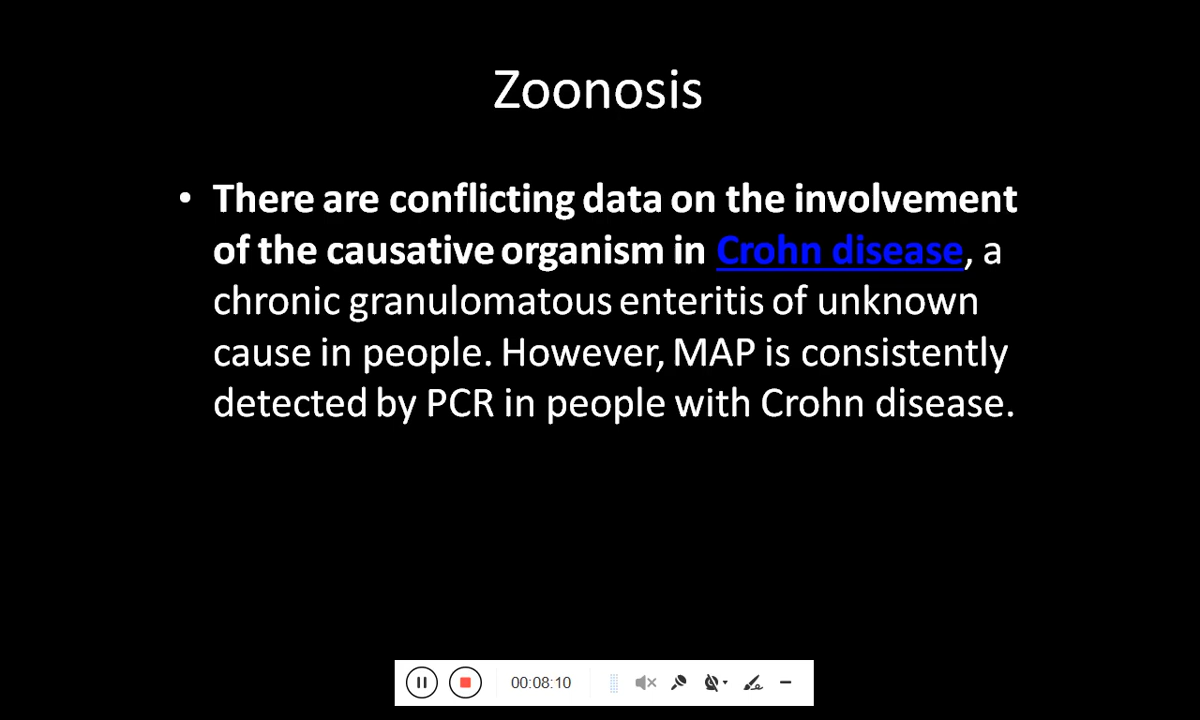 Zoonosis
• There are conflicting data on the involvement
of the causative organism in Crohn disease, a
chronic granulomatous enteritis of unknown
cause in people. However, MAP is consistently
detected by PCR in people with Crohn disease.
00:08:10